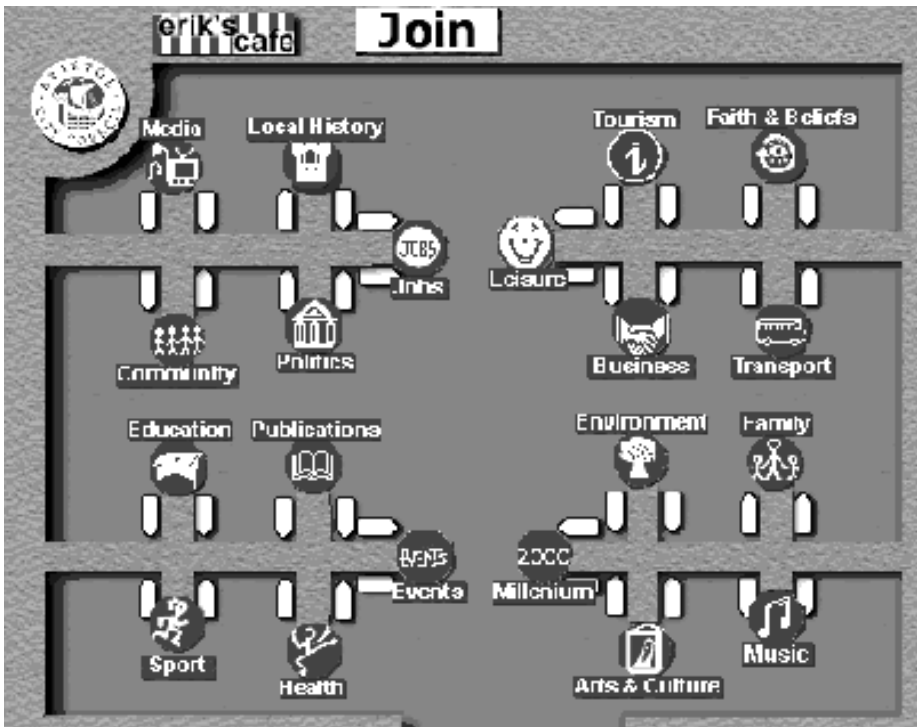 erik's
cafe
Join
Media
Local History
Tourism
Faith & Beliefs
JOBS
Jobs
Leisure
Community
Politics
Business
Transport
Education
Publications
Environment
Family
EVENTS
Events
2000
Millenium
Sport
Health
Arts & Culture
Music